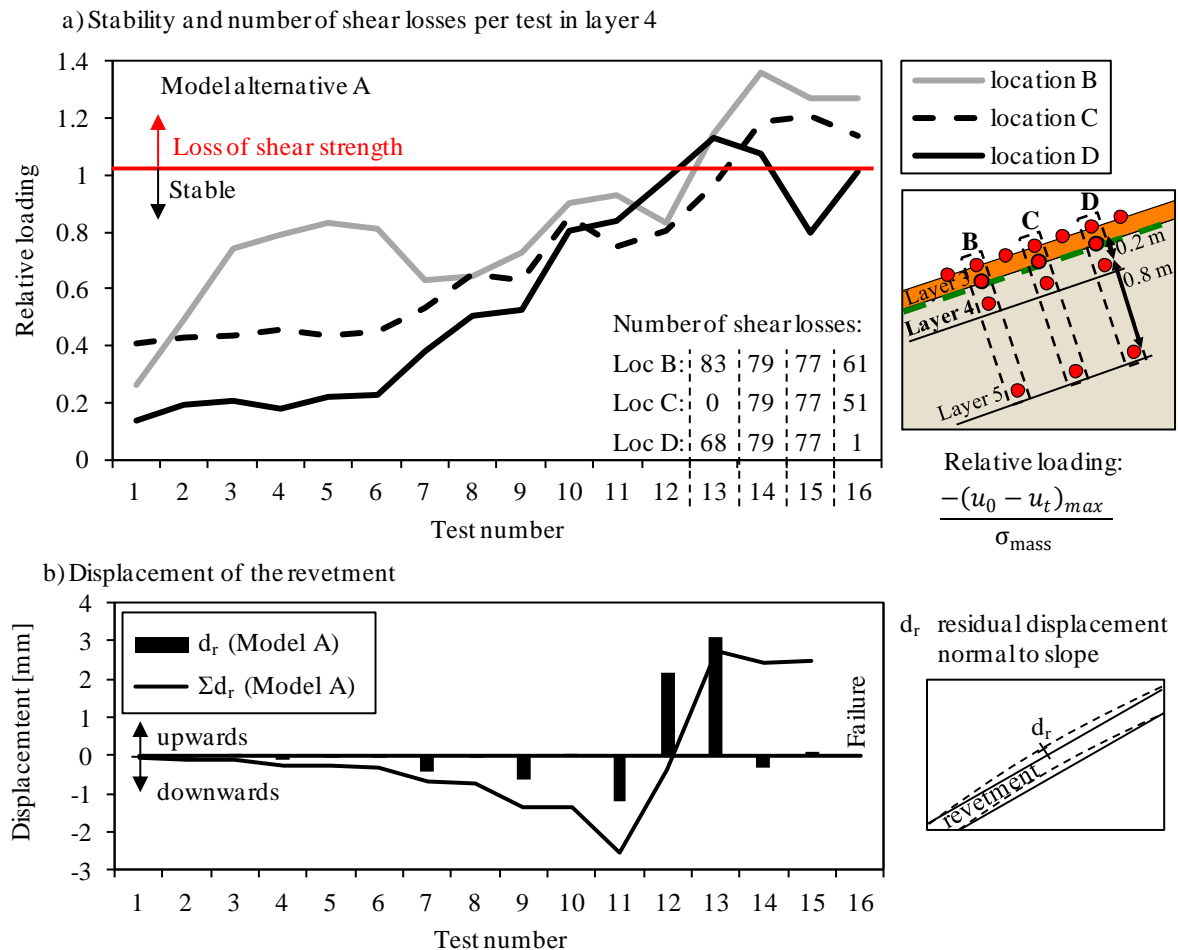 a) Stability and number of shear losses per test in layer 4
1.4
1.2
1
0.8
0.6
0.4
0.2
0
Relative loading
Model alternative A
Loss of shear strength
Stable
Number of shear losses:
Loc B: 83 79 77 61
Loc C: 0 79 77 51
Loc D: 68 79 77 1
1 2 3 4 5 6 7 8 9 10 11 12 13 14 15 16
Test number
location B
location C
location D
B
C
D
0.2 m
0.8 m
Layer 3
Layer 4
Layer 5
Relative loading:
−(u0 − ut)max
σmass
b) Displacement of the revetment
4
3
2
1
0
-1
-2
-3
Displacemtent [mm]
dr (Model A)
Σdr (Model A)
upwards
downwards
Failure
1 2 3 4 5 6 7 8 9 10 11 12 13 14 15 16
Test number
dr residual displacement
normal to slope
dr
revetment